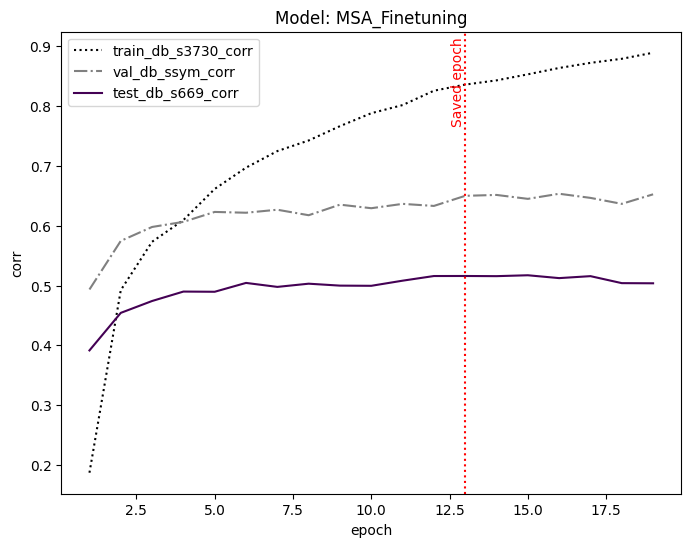 Model: MSA_Finetuning
train_db_s3730_corr
val_db_ssym_corr
test_db_s669_corr
Saved epoch
corr
0.9
0.8
0.7
0.6
0.5
0.4
0.3
0.2
2.5
5.0
7.5
10.0
12.5
15.0
17.5
epoch